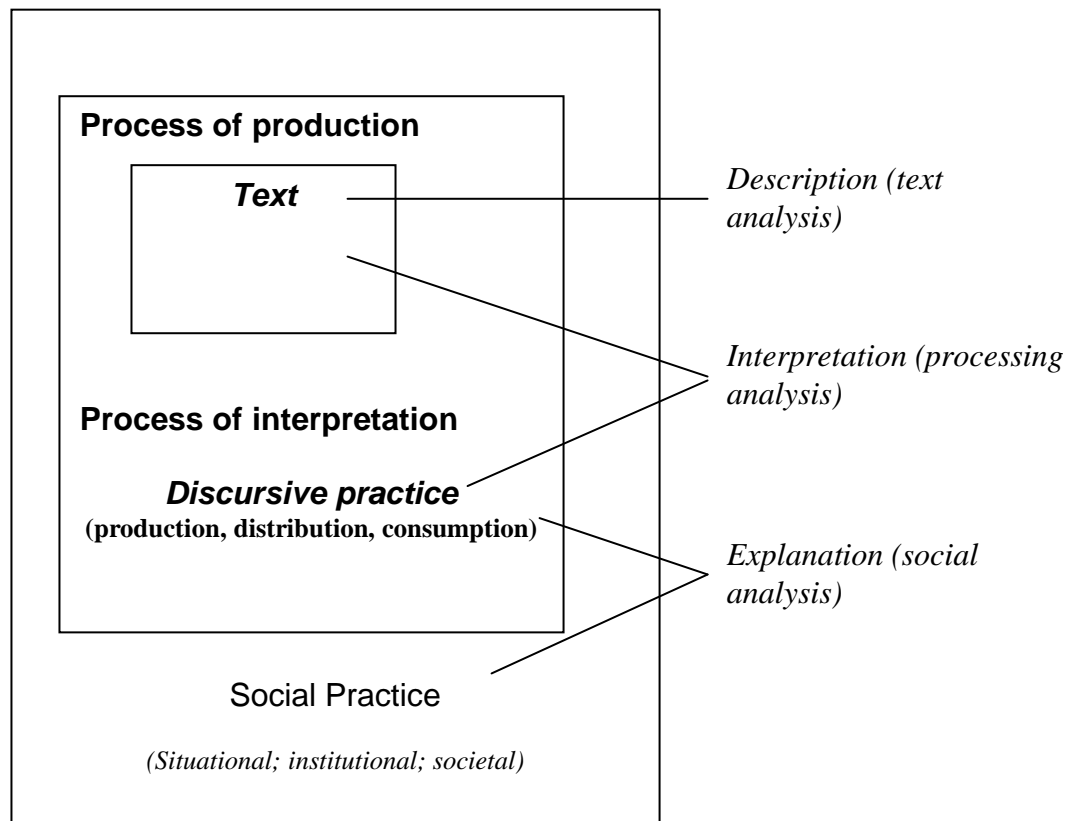 Process of production
Text
Description (text
analysis)
Interpretation (processing
analysis)
Process of interpretation
Discursive practice
(production, distribution, consumption)
Explanation (social
analysis)
Social Practice
(Situational; institutional; societal)